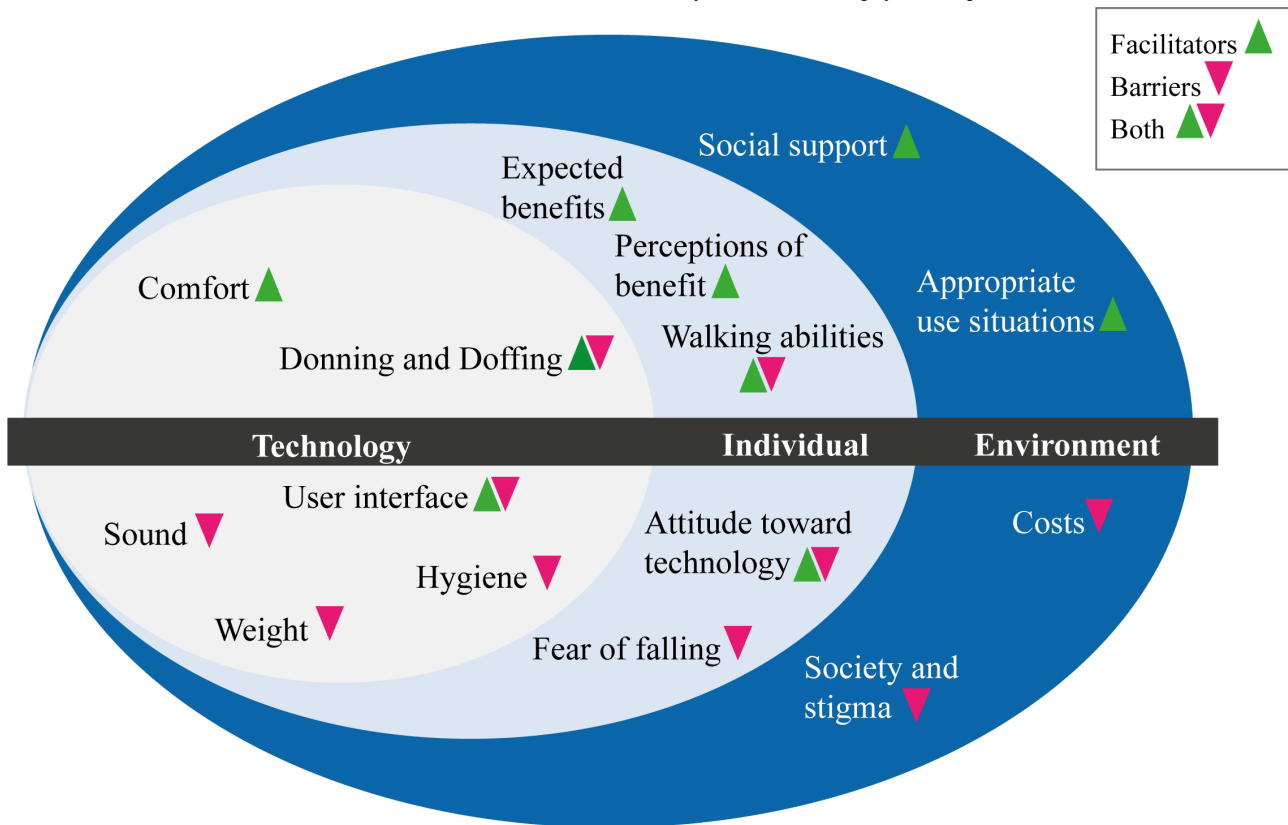 Facilitators
Barriers
Both
Social support
Expected
benefits
Perceptions of
benefit
Comfort
Appropriate
use situations
Walking abilities
Donning and Doffing
Technology
Individual
Environment
User interface
Sound
Attitude toward
technology
Costs
Hygiene
Weight
Fear of falling
Society and
stigma